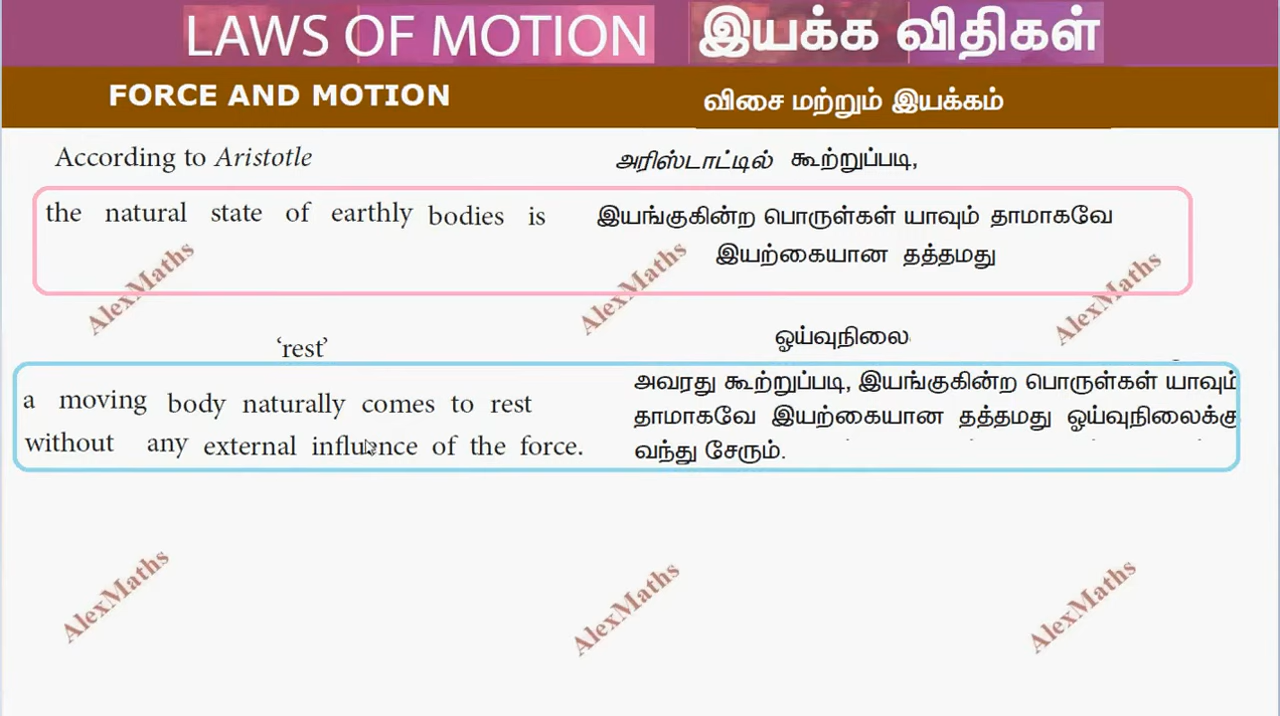 LAWS OF MOTION இயக்க விதிகள்
FORCE AND MOTION விசை மற்றும் இயக்கம்
According to Aristotle அரிஸ்டாட்டில் கூற்றுப்படி,
the natural state of earthly bodies is இயங்குகின்ற பொருள்கள் யாவும் தாமாகவே
இயற்கையான தத்தமது
AlexMaths AlexMaths AlexMaths
‘rest’ ஓய்வுநிலை
a moving body naturally comes to rest அவரது கூற்றுப்படி, இயங்குகின்ற பொருள்கள் யாவும்
without any external influence of the force. தாமாகவே இயற்கையான தத்தமது ஓய்வுநிலைக்கு
வந்து சேரும்.
AlexMaths AlexMaths AlexMaths